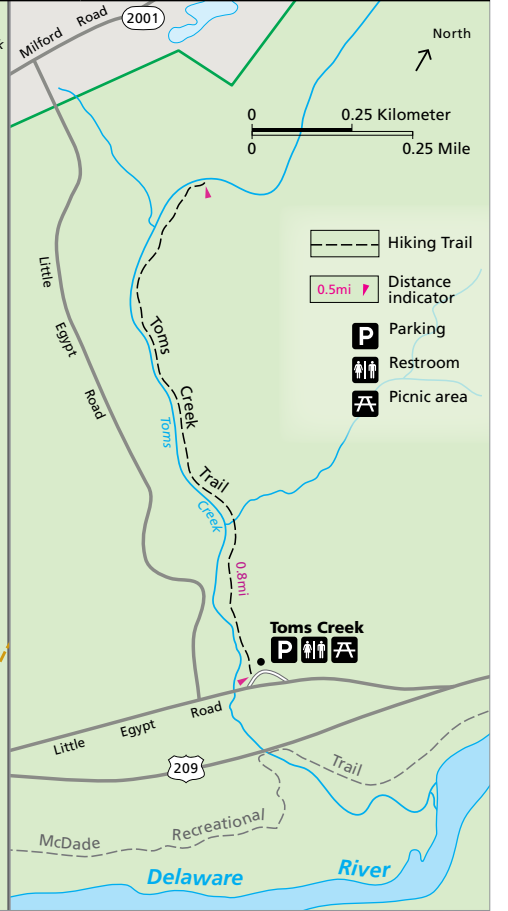 Milford Road
2001
North
0 0.25 Kilometer
0 0.25 Mile
Hiking Trail
0.5mi
Distance
indicator
P
Parking
Restroom
Picnic area
Little Egypt Road
Toms Creek Trail
Toms Creek
0.8mi
Toms Creek
P
Little Egypt Road
209
Trail
McDade Recreational
Delaware River